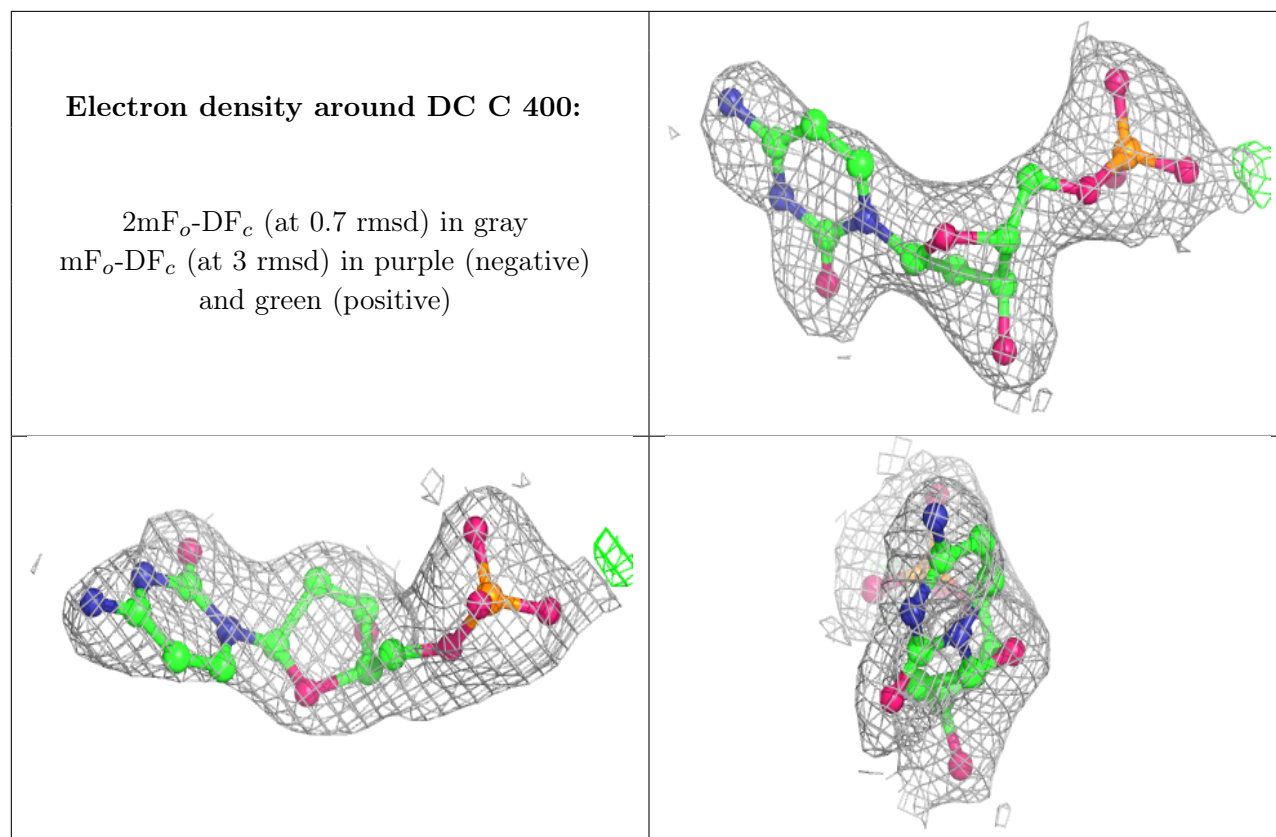 Electron density around DC C 400:
2mFo-DFc (at 0.7 rmsd) in gray
mFo-DFc (at 3 rmsd) in purple (negative)
and green (positive)